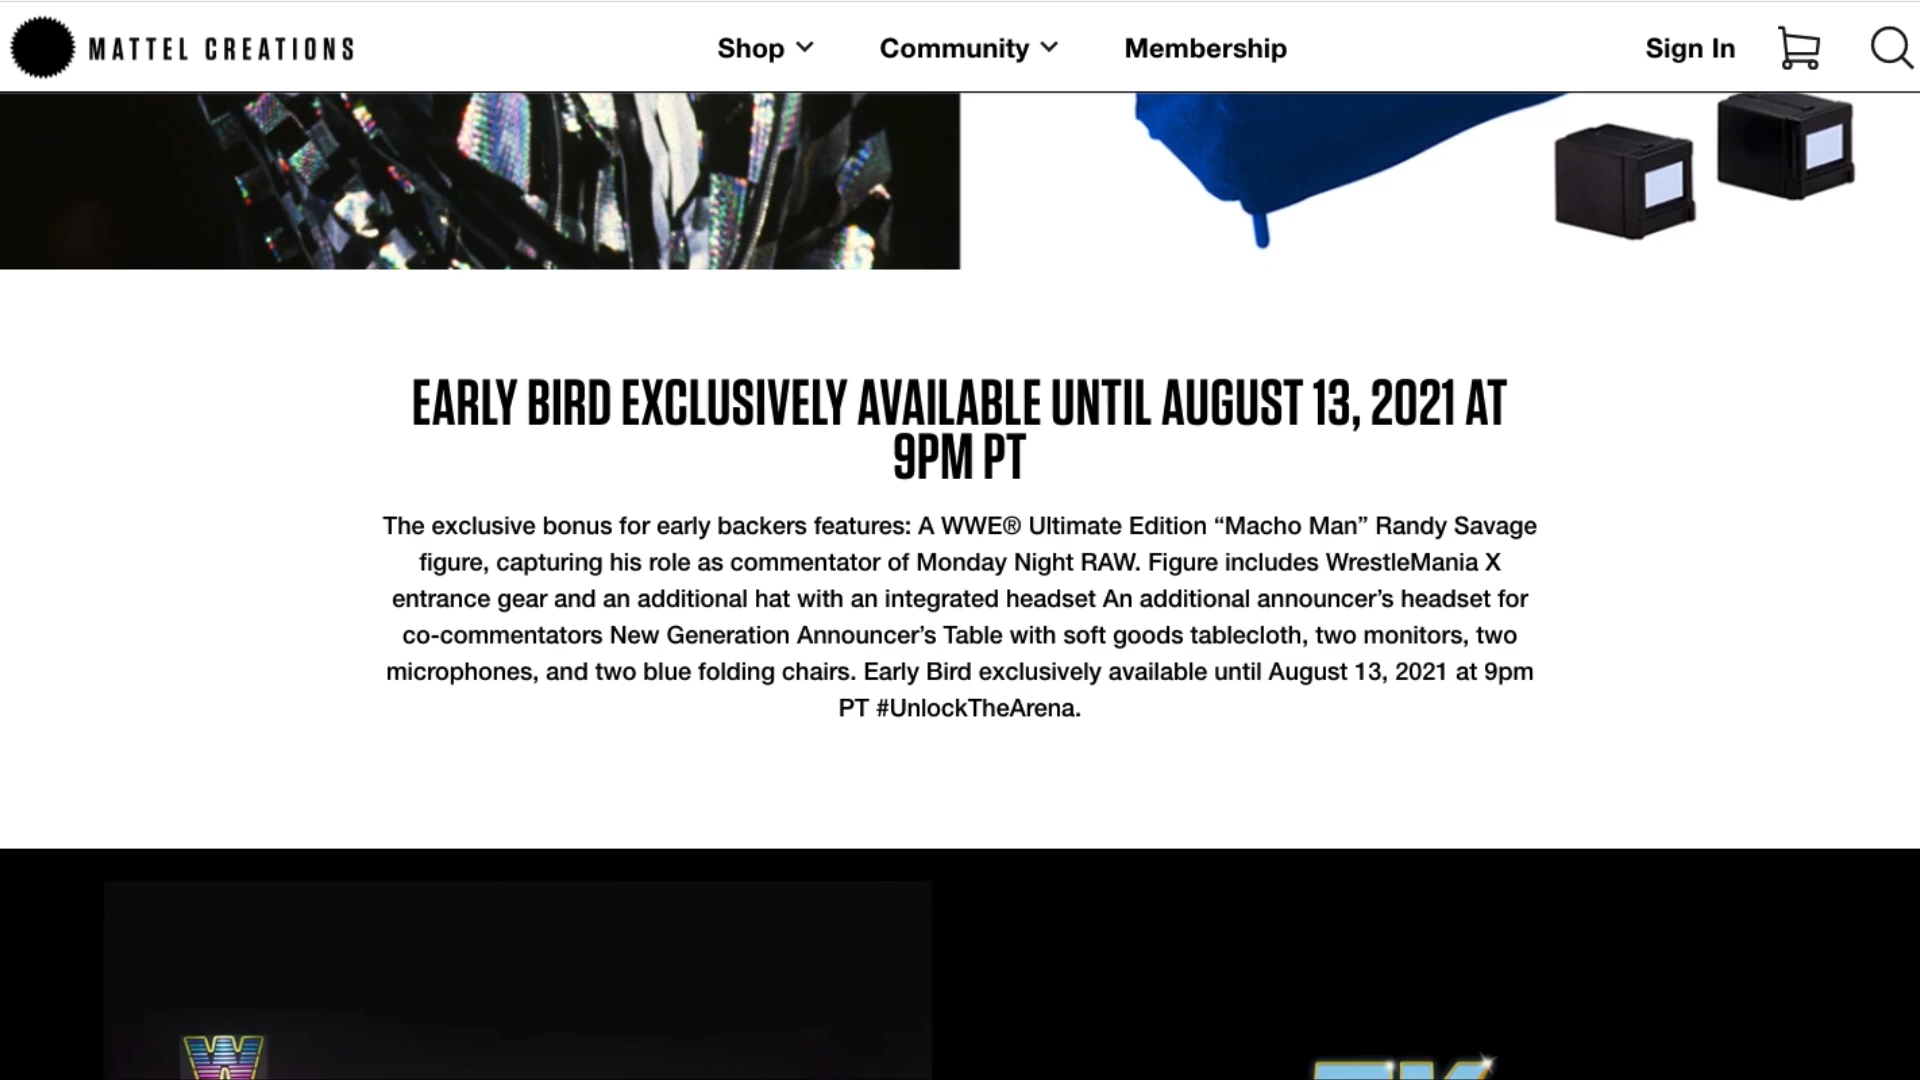 MATTEL CREATIONS
Shop
Community
Membership
Sign In
EARLY BIRD EXCLUSIVELY AVAILABLE UNTIL AUGUST 13, 2021 AT
9PM PT
The exclusive bonus for early backers features: A WWE® Ultimate Edition “Macho Man” Randy Savage
figure, capturing his role as commentator of Monday Night RAW. Figure includes WrestleMania X
entrance gear and an additional hat with an integrated headset An additional announcer’s headset for
co-commentators New Generation Announcer’s Table with soft goods tablecloth, two monitors, two
microphones, and two blue folding chairs. Early Bird exclusively available until August 13, 2021 at 9pm
PT #UnlockTheArena.